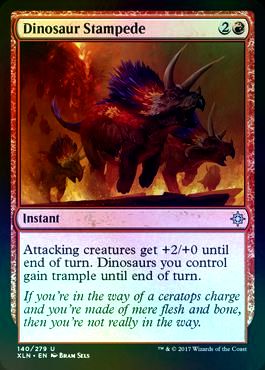 Dinosaur Stampede 2
Instant
Attacking creatures get +2/+0 until
end of turn. Dinosaurs you control
gain trample until end of turn.
If you're in the way of a ceratops charge
and you're made of mere flesh and bone,
then you're not really in the way.
140/279 U
XLN • EN Bram Sels ™ & © 2017 Wizards of the Coast